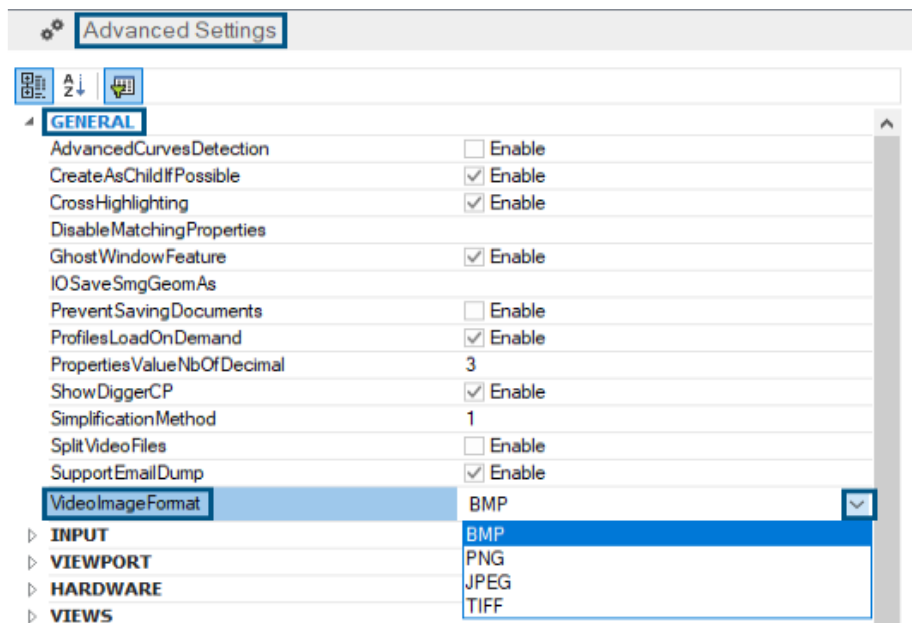 Advanced Settings
A Z
GENERAL
AdvancedCurvesDetection Enable
CreateAsChildIfPossible Enable
CrossHighlighting Enable
DisableMatchingProperties
GhostWindowFeature Enable
IOSaveSmgGeomAs
PreventSavingDocuments Enable
ProfilesLoadOnDemand Enable
PropertiesValueNbOfDecimal 3
ShowDiggerCP Enable
SimplificationMethod 1
SplitVideoFiles Enable
SupportEmailDump Enable
VideoImageFormat BMP
INPUT BMP
VIEWPORT PNG
HARDWARE JPEG
VIEWS TIFF